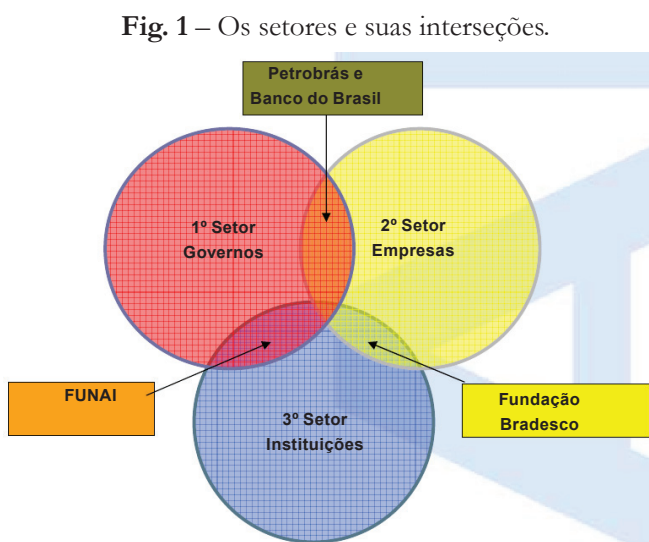 Fig. 1 – Os setores e suas interseções.
Petrobrás e
Banco do Brasil
1º Setor
Governos
2º Setor
Empresas
FUNAI
Fundação
Bradesco
3º Setor
Instituições